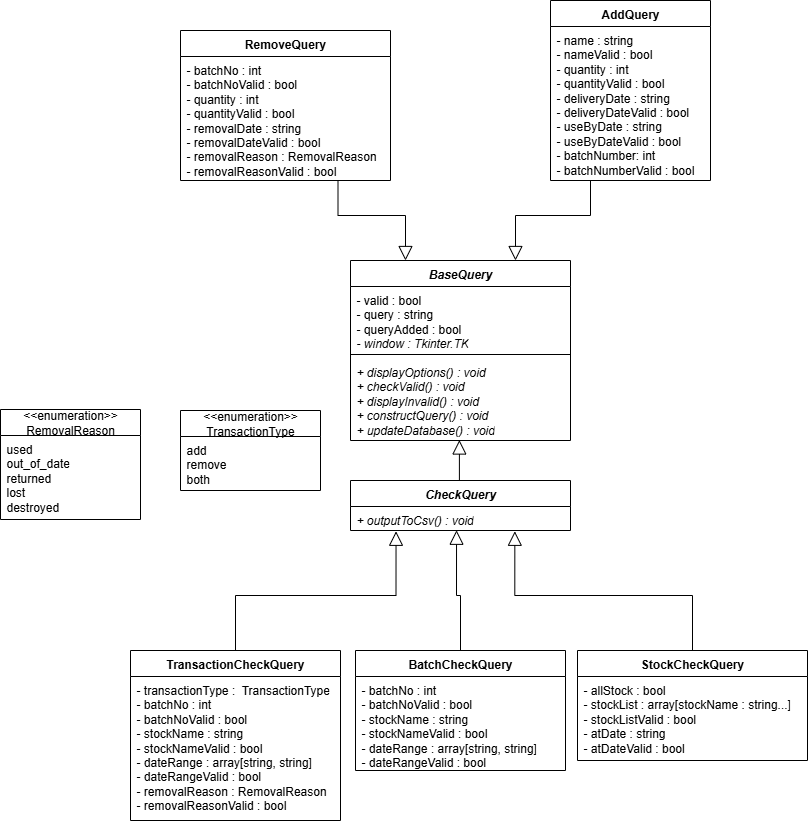 AddQuery
- name : string
- nameValid : bool
- quantity : int
- quantityValid : bool
- deliveryDate : string
- deliveryDateValid : bool
- useByDate : string
- useByDateValid : bool
- batchNumber: int
- batchNumberValid : bool
RemoveQuery
- batchNo : int
- batchNoValid : bool
- quantity : int
- quantityValid : bool
- removalDate : string
- removalDateValid : bool
- removalReason : RemovalReason
- removalReasonValid : bool
BaseQuery
- valid : bool
- query : string
- queryAdded : bool
- window : Tkinter.TK
+ displayOptions() : void
+ checkValid() : void
+ displayInvalid() : void
+ constructQuery() : void
+ updateDatabase() : void
<<enumeration>>
RemovalReason
used
out_of_date
returned
lost
destroyed
<<enumeration>>
TransactionType
add
remove
both
CheckQuery
+ outputToCsv() : void
TransactionCheckQuery
- transactionType :  TransactionType
- batchNo : int
- batchNoValid : bool
- stockName : string
- stockNameValid : bool
- dateRange : array[string, string]
- dateRangeValid : bool
- removalReason : RemovalReason
- removalReasonValid : bool
BatchCheckQuery
- batchNo : int
- batchNoValid : bool
- stockName : string
- stockNameValid : bool
- dateRange : array[string, string]
- dateRangeValid : bool
StockCheckQuery
- allStock : bool
- stockList : array[stockName : string...]
- stockListValid : bool
- atDate : string
- atDateValid : bool